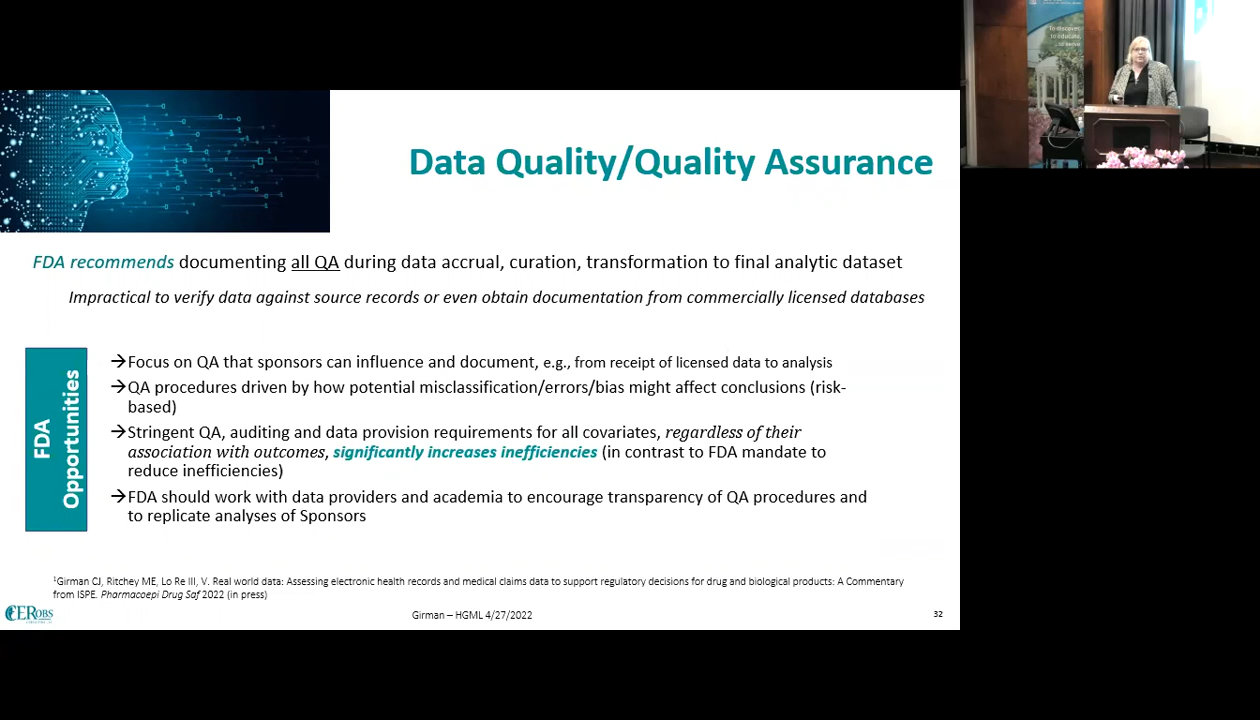 Data Quality/Quality Assurance
FDA recommends documenting all QA during data accrual, curation, transformation to final analytic dataset
Impractical to verify data against source records or even obtain documentation from commercially licensed databases
FDA
Opportunities
→Focus on QA that sponsors can influence and document, e.g., from receipt of licensed data to analysis
→QA procedures driven by how potential misclassification/errors/bias might affect conclusions (risk-
based)
→Stringent QA, auditing and data provision requirements for all covariates, regardless of their
association with outcomes, significantly increases inefficiencies (in contrast to FDA mandate to
reduce inefficiencies)
→FDA should work with data providers and academia to encourage transparency of QA procedures and
to replicate analyses of Sponsors
1Girman CJ, Ritchey ME, Lo Re III, V. Real world data: Assessing electronic health records and medical claims data to support regulatory decisions for drug and biological products: A Commentary
from ISPE. Pharmacoepi Drug Saf 2022 (in press)
CEROBS
Girman – HGML 4/27/2022
32
to discover,
to educate,
to serve